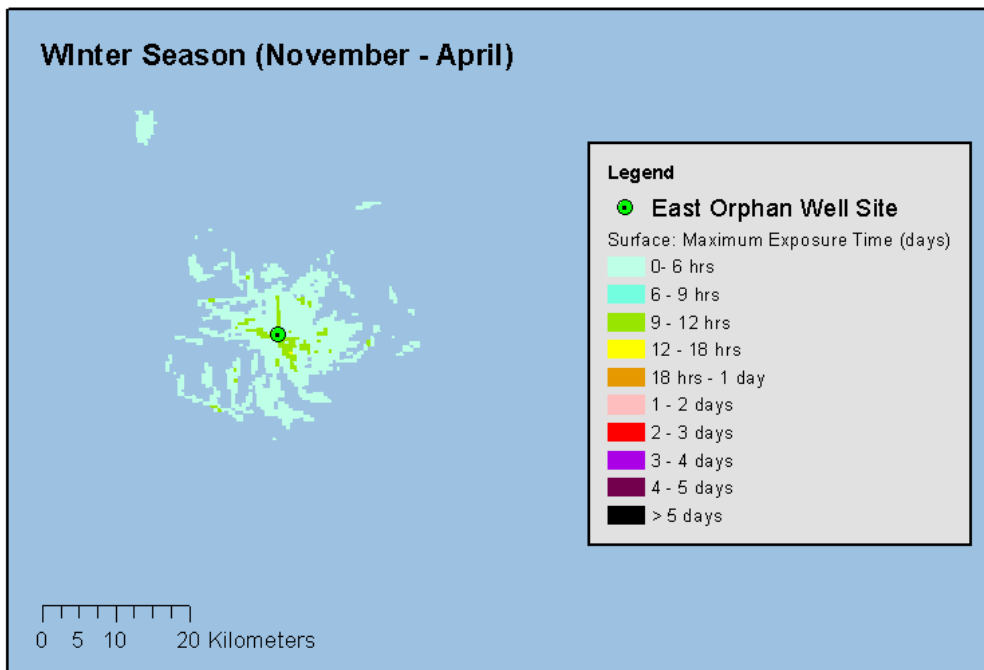 WInter Season (November - April)
Legend
East Orphan Well Site
Surface: Maximum Exposure Time (days)
0- 6 hrs
6 - 9 hrs
9 - 12 hrs
12 - 18 hrs
18 hrs - 1 day
1 - 2 days
2 - 3 days
3 - 4 days
4 - 5 days
> 5 days
0 5 10 20 Kilometers